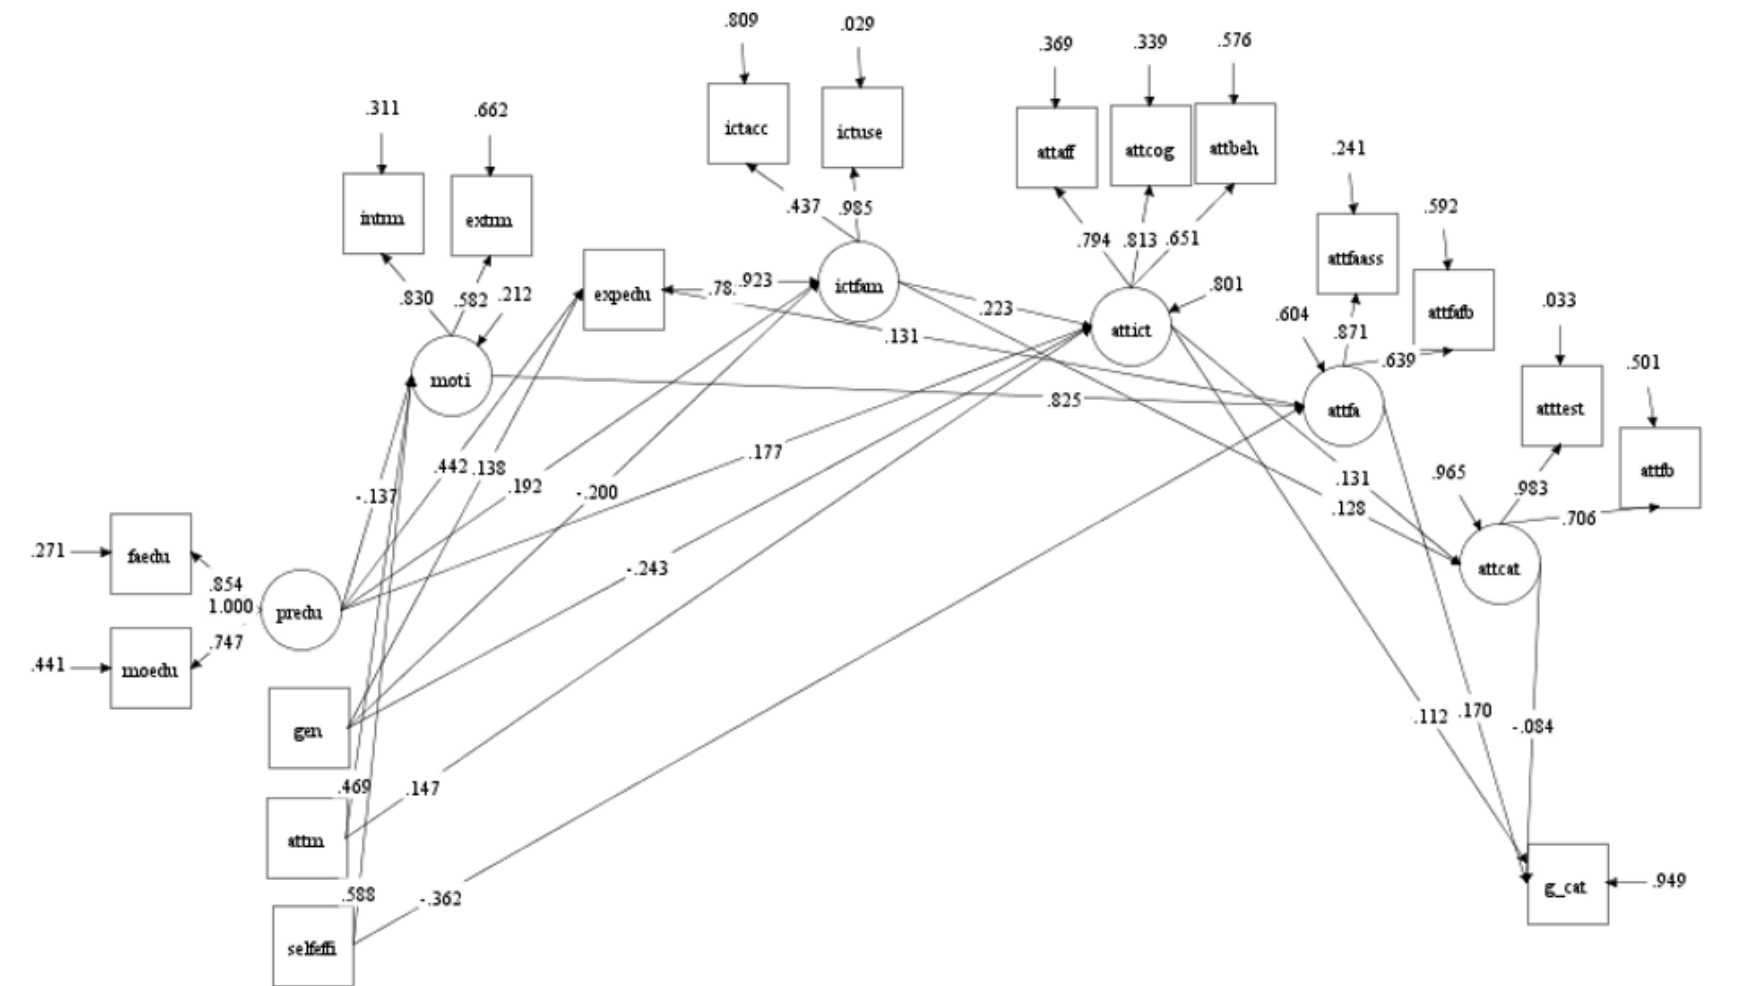 .809
.029
.369
.339
.576
.311
.662
ictacc
ictuse
attaff
attcog
attbeh
.241
intrm
extrm
.437
.985
.794
.813
.651
attfaass
.592
expedu
.830
.582
.212
.78
.923
ictfam
.223
.131
attict
.801
.604
.871
attfafb
.639
.033
moti
.825
attfa
atttest
.501
.442
.138
.192
-.137
-.200
.177
.131
.128
.965
.983
attfb
.706
.271
faedu
.854
1.000
.747
predu
-.243
attcat
.441
moedu
gen
.112
.170
-.084
.469
.147
attm
.588
-.362
g_cat
.949
selfeffi